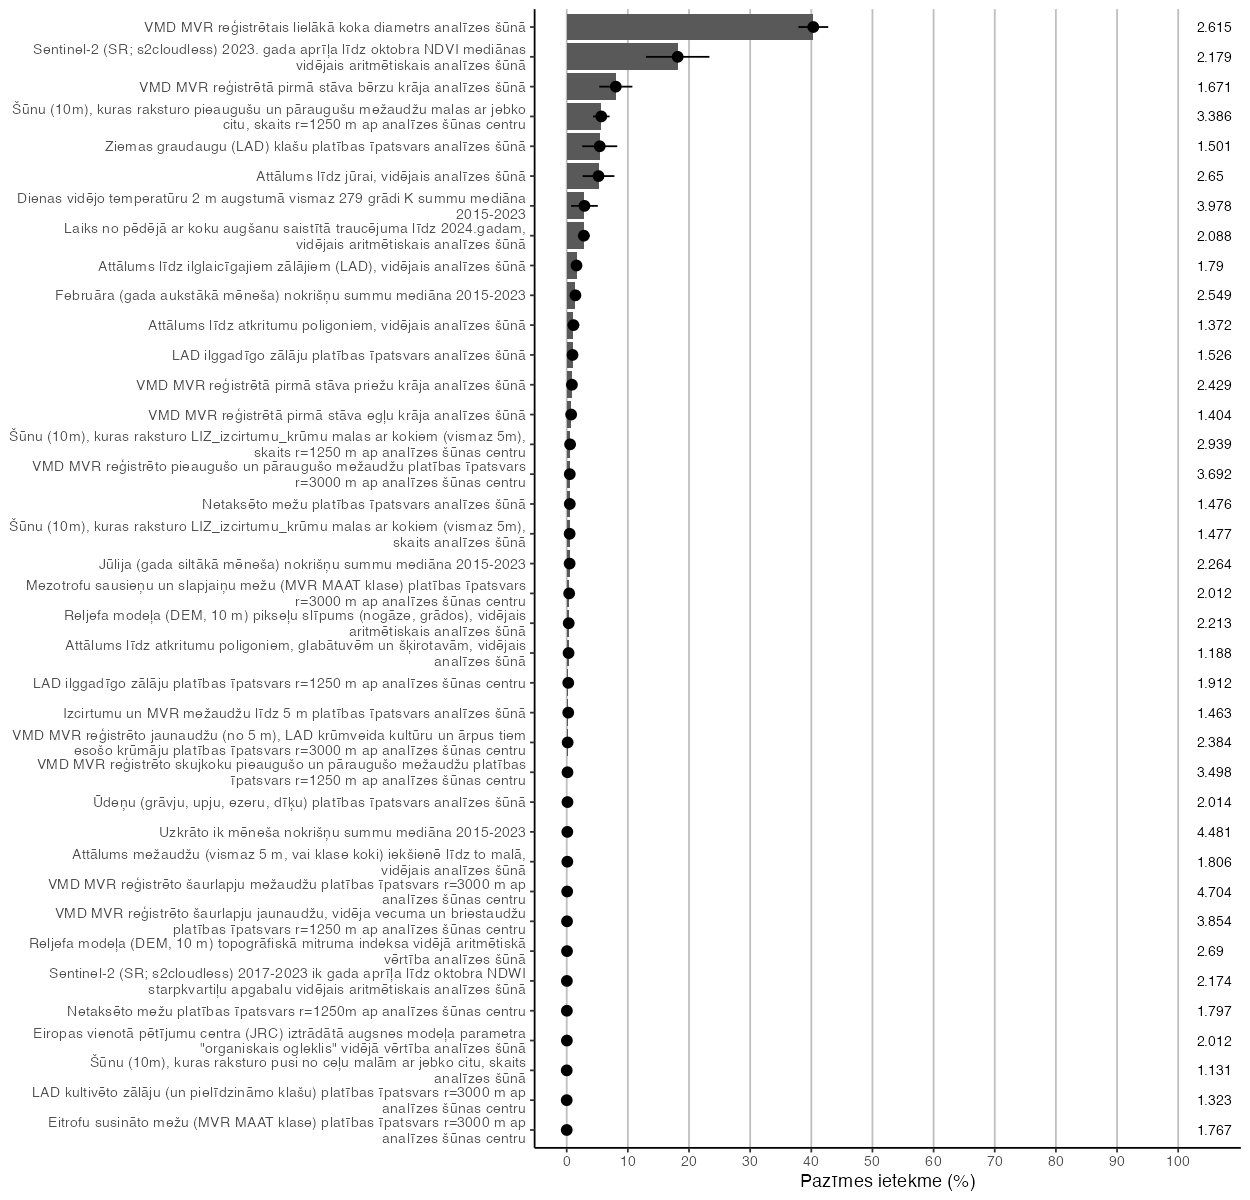 VMD MVR reģistrētais lielākā koka diametrs analīzes šūnā 2.615
Sentinel-2 (SR; s2cloudless) 2023. gada aprīļa līdz oktobra NDVI mediānas
vidējais aritmētiskais analīzes šūnā 2.179
VMD MVR reģistrētā pirmā stāva bērzu krāja analīzes šūnā 1.671
Šūnu (10m), kuras raksturo pieaugušu un pāraugušu mežaudžu malas ar jebko
citu, skaits r=1250 m ap analīzes šūnas centru 3.386
Ziemas graudaugu (LAD) klašu platības īpatsvars analīzes šūnā 1.501
Attālums līdz jūrai, vidējais analīzes šūnā 2.65
Dienas vidējo temperatūru 2 m augstumā vismaz 279 grādi K summu mediāna
2015-2023 3.978
Laiks no pēdējā ar koku augšanu saistītā traucējuma līdz 2024.gadam,
vidējais aritmētiskais analīzes šūnā 2.088
Attālums līdz ilglaicīgajiem zālājiem (LAD), vidējais analīzes šūnā 1.79
Februāra (gada aukstākā mēneša) nokrišņu summu mediāna 2015-2023 2.549
Attālums līdz atkritumu poligoniem, vidējais analīzes šūnā 1.372
LAD ilggadīgo zālāju platības īpatsvars analīzes šūnā 1.526
VMD MVR reģistrētā pirmā stāva priežu krāja analīzes šūnā 2.429
VMD MVR reģistrētā pirmā stāva egļu krāja analīzes šūnā 1.404
Šūnu (10m), kuras raksturo LIZ_izcirtumu_krūmu malas ar kokiem (vismaz 5m),
skaits r=1250 m ap analīzes šūnas centru 2.939
VMD MVR reģistrēto pieaugušo un pāraugušo mežaudžu platības īpatsvars
r=3000 m ap analīzes šūnas centru 3.692
Netaksēto mežu platības īpatsvars analīzes šūnā 1.476
Šūnu (10m), kuras raksturo LIZ_izcirtumu_krūmu malas ar kokiem (vismaz 5m),
skaits analīzes šūnā 1.477
Jūlija (gada siltākā mēneša) nokrišņu summu mediāna 2015-2023 2.264
Mezotrofu sausieņu un slapjaiņu mežu (MVR MAAT klase) platības īpatsvars
r=3000 m ap analīzes šūnas centru 2.012
Reljefa modeļa (DEM, 10 m) pikseļu slīpums (nogāze, grādos), vidējais
aritmētiskais analīzes šūnā 2.213
Attālums līdz atkritumu poligoniem, glabātuvēm un šķirotavām, vidējais
analīzes šūnā 1.188
LAD ilggadīgo zālāju platības īpatsvars r=1250 m ap analīzes šūnas centru 1.912
Izcirtumu un MVR mežaudžu līdz 5 m platības īpatsvars analīzes šūnā 1.463
VMD MVR reģistrēto jaunaudžu (no 5 m), LAD krūmveida kultūru un ārpus tiem
esošo krūmāju platības īpatsvars r=3000 m ap analīzes šūnas centru 2.384
VMD MVR reģistrēto skujkoku pieaugušo un pāraugušo mežaudžu platības
īpatsvars r=1250 m ap analīzes šūnas centru 3.498
Ūdeņu (grāvju, upju, ezeru, dīķu) platības īpatsvars analīzes šūnā 2.014
Uzkrāto ik mēneša nokrišņu summu mediāna 2015-2023 4.481
Attālums mežaudžu (vismaz 5 m, vai klase koki) iekšienē līdz to malā,
vidējais analīzes šūnā 1.806
VMD MVR reģistrēto šaurlapju mežaudžu platības īpatsvars r=3000 m ap
analīzes šūnas centru 4.704
VMD MVR reģistrēto šaurlapju jaunaudžu, vidēja vecuma un briestaudžu
platības īpatsvars r=1250 m ap analīzes šūnas centru 3.854
Reljefa modeļa (DEM, 10 m) topogrāfiskā mitruma indeksa vidējā aritmētiskā
vērtība analīzes šūnā 2.69
Sentinel-2 (SR; s2cloudless) 2017-2023 ik gada aprīļa līdz oktobra NDWI
starpkvartiļu apgabalu vidējais aritmētiskais analīzes šūnā 2.174
Netaksēto mežu platības īpatsvars r=1250m ap analīzes šūnas centru 1.797
Eiropas vienotā pētījumu centra (JRC) iztrādātā augsnes modeļa parametra
"organiskais ogleklis" vidējā vērtība analīzes šūnā 2.012
Šūnu (10m), kuras raksturo pusi no ceļu malām ar jebko citu, skaits
analīzes šūnā 1.131
LAD kultivēto zālāju (un pielīdzināmo klašu) platības īpatsvars r=3000 m ap
analīzes šūnas centru 1.323
Eitrofu susināto mežu (MVR MAAT klase) platības īpatsvars r=3000 m ap
analīzes šūnas centru 1.767
0 10 20 30 40 50 60 70 80 90 100
Pazīmes ietekme (%)